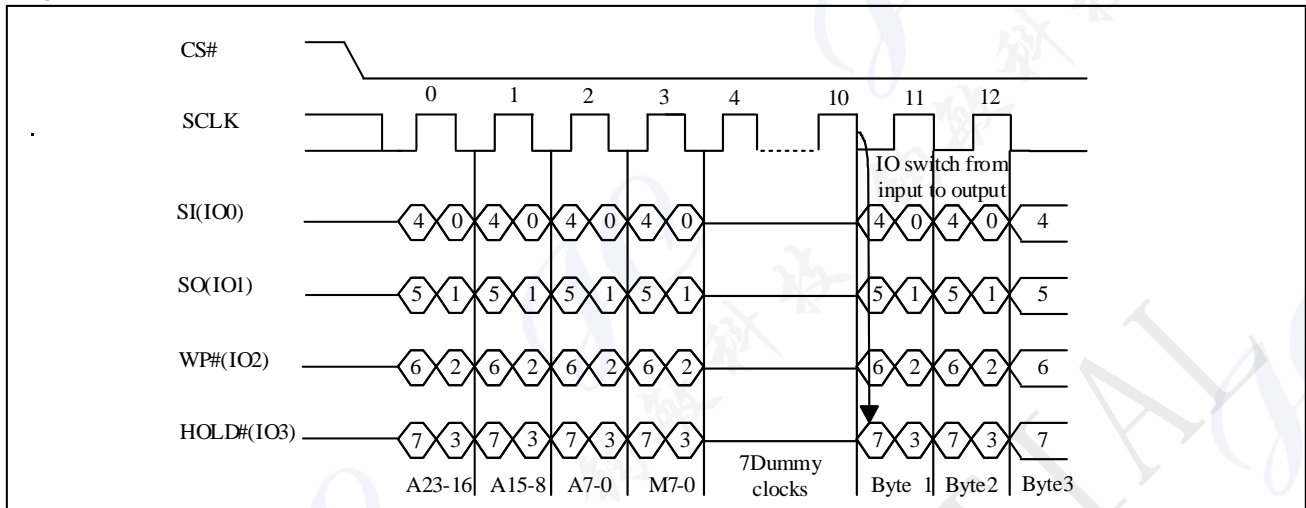 CS#
0 1 2 3 4 10 11 12
SCLK
IO switch from
input to output
SI(IO0) 4 0 4 0 4 0 4 0 4 0 4 0 4
SO(IO1) 5 1 5 1 5 1 5 1 5 1 5 1 5
WP#(IO2) 6 2 6 2 6 2 6 2 6 2 6 2 6
HOLD#(IO3) 7 3 7 3 7 3 7 3 7 3 7 3 7
A23-16 A15-8 A7-0 M7-0 7Dummy
clocks Byte 1 Byte2 Byte3